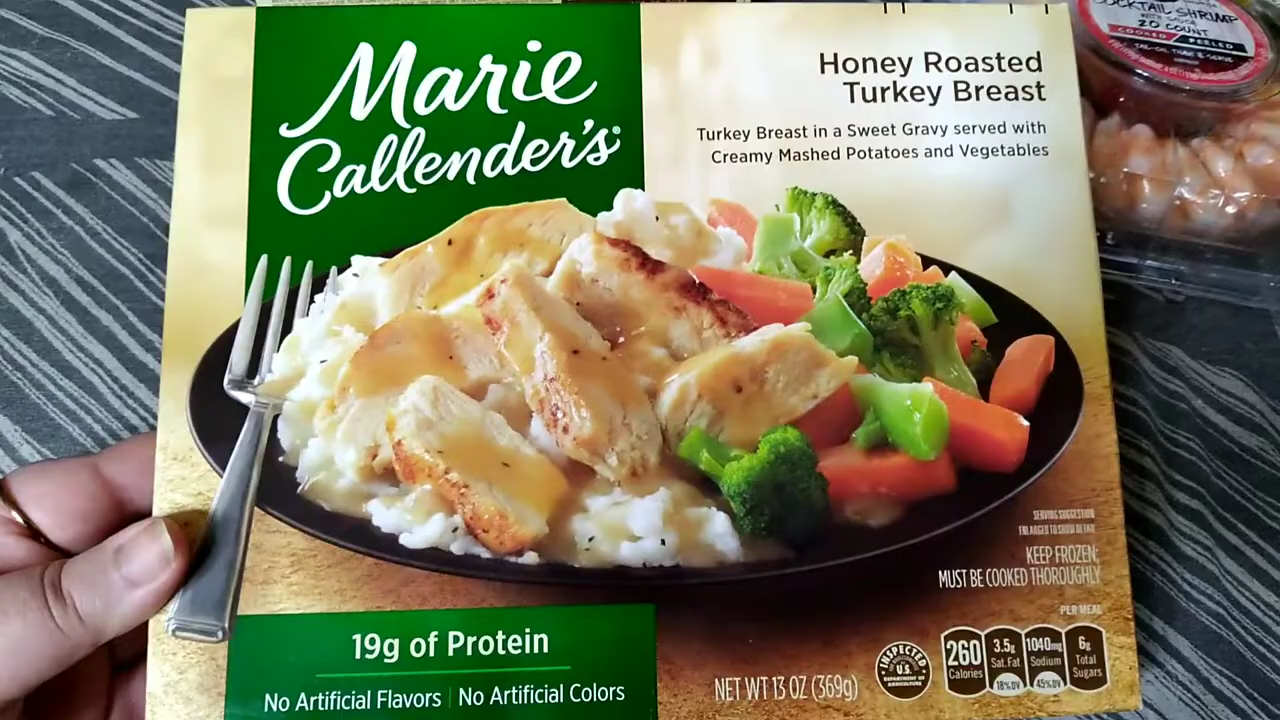 Marie
Callender's
Honey Roasted
Turkey Breast
Turkey Breast in a Sweet Gravy served with
Creamy Mashed Potatoes and Vegetables
COCKTAIL SHRIMP
WITH SAUCE
20 COUNT
COOKED PEELED
SERVING SUGGESTION
ENLARGED TO SHOW DETAIL
KEEP FROZEN;
MUST BE COOKED THOROUGHLY
PER MEAL
19g of Protein
No Artificial Flavors | No Artificial Colors
NET WT 13 OZ (369g)
INSPECTED
U.S.
DEPARTMENT OF
AGRICULTURE
260 Calories
3.5g Sat. Fat 18% DV
1040mg Sodium 45% DV
6g Total Sugars